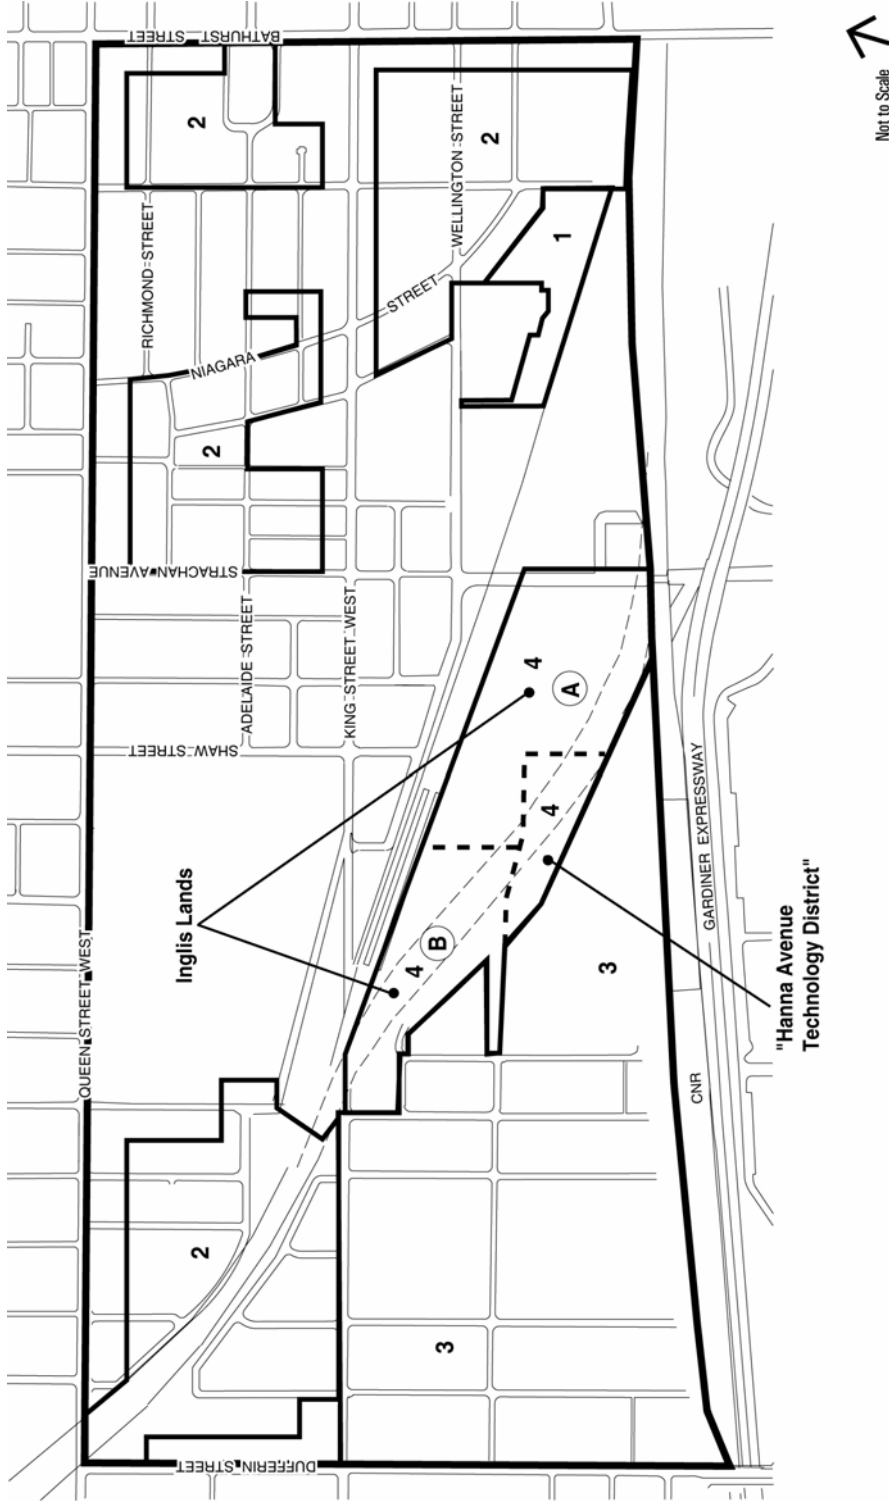 QUEEN STREET WEST
RICHMOND STREET
ADELAIDE STREET
KING STREET WEST
WELLINGTON STREET
NIAGARA
STREET
BATHURST STREET
STRACHAN AVENUE
SHAW STREET
DUFFERIN STREET
GARDINER EXPRESSWAY
CNR
Inglis Lands
"Hanna Avenue
Technology District"
2
2
2
2
1
3
3
4
4
4
A
B
Not to Scale